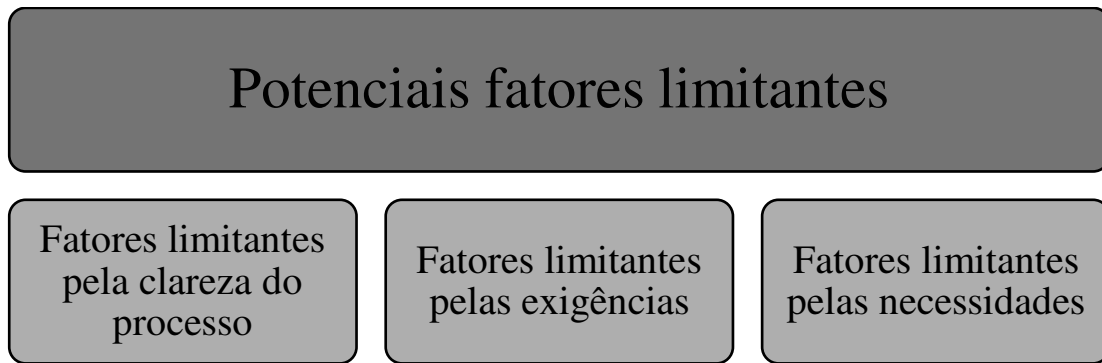 Potenciais fatores limitantes
Fatores limitantes
pela clareza do
processo
Fatores limitantes
pelas exigências
Fatores limitantes
pelas necessidades